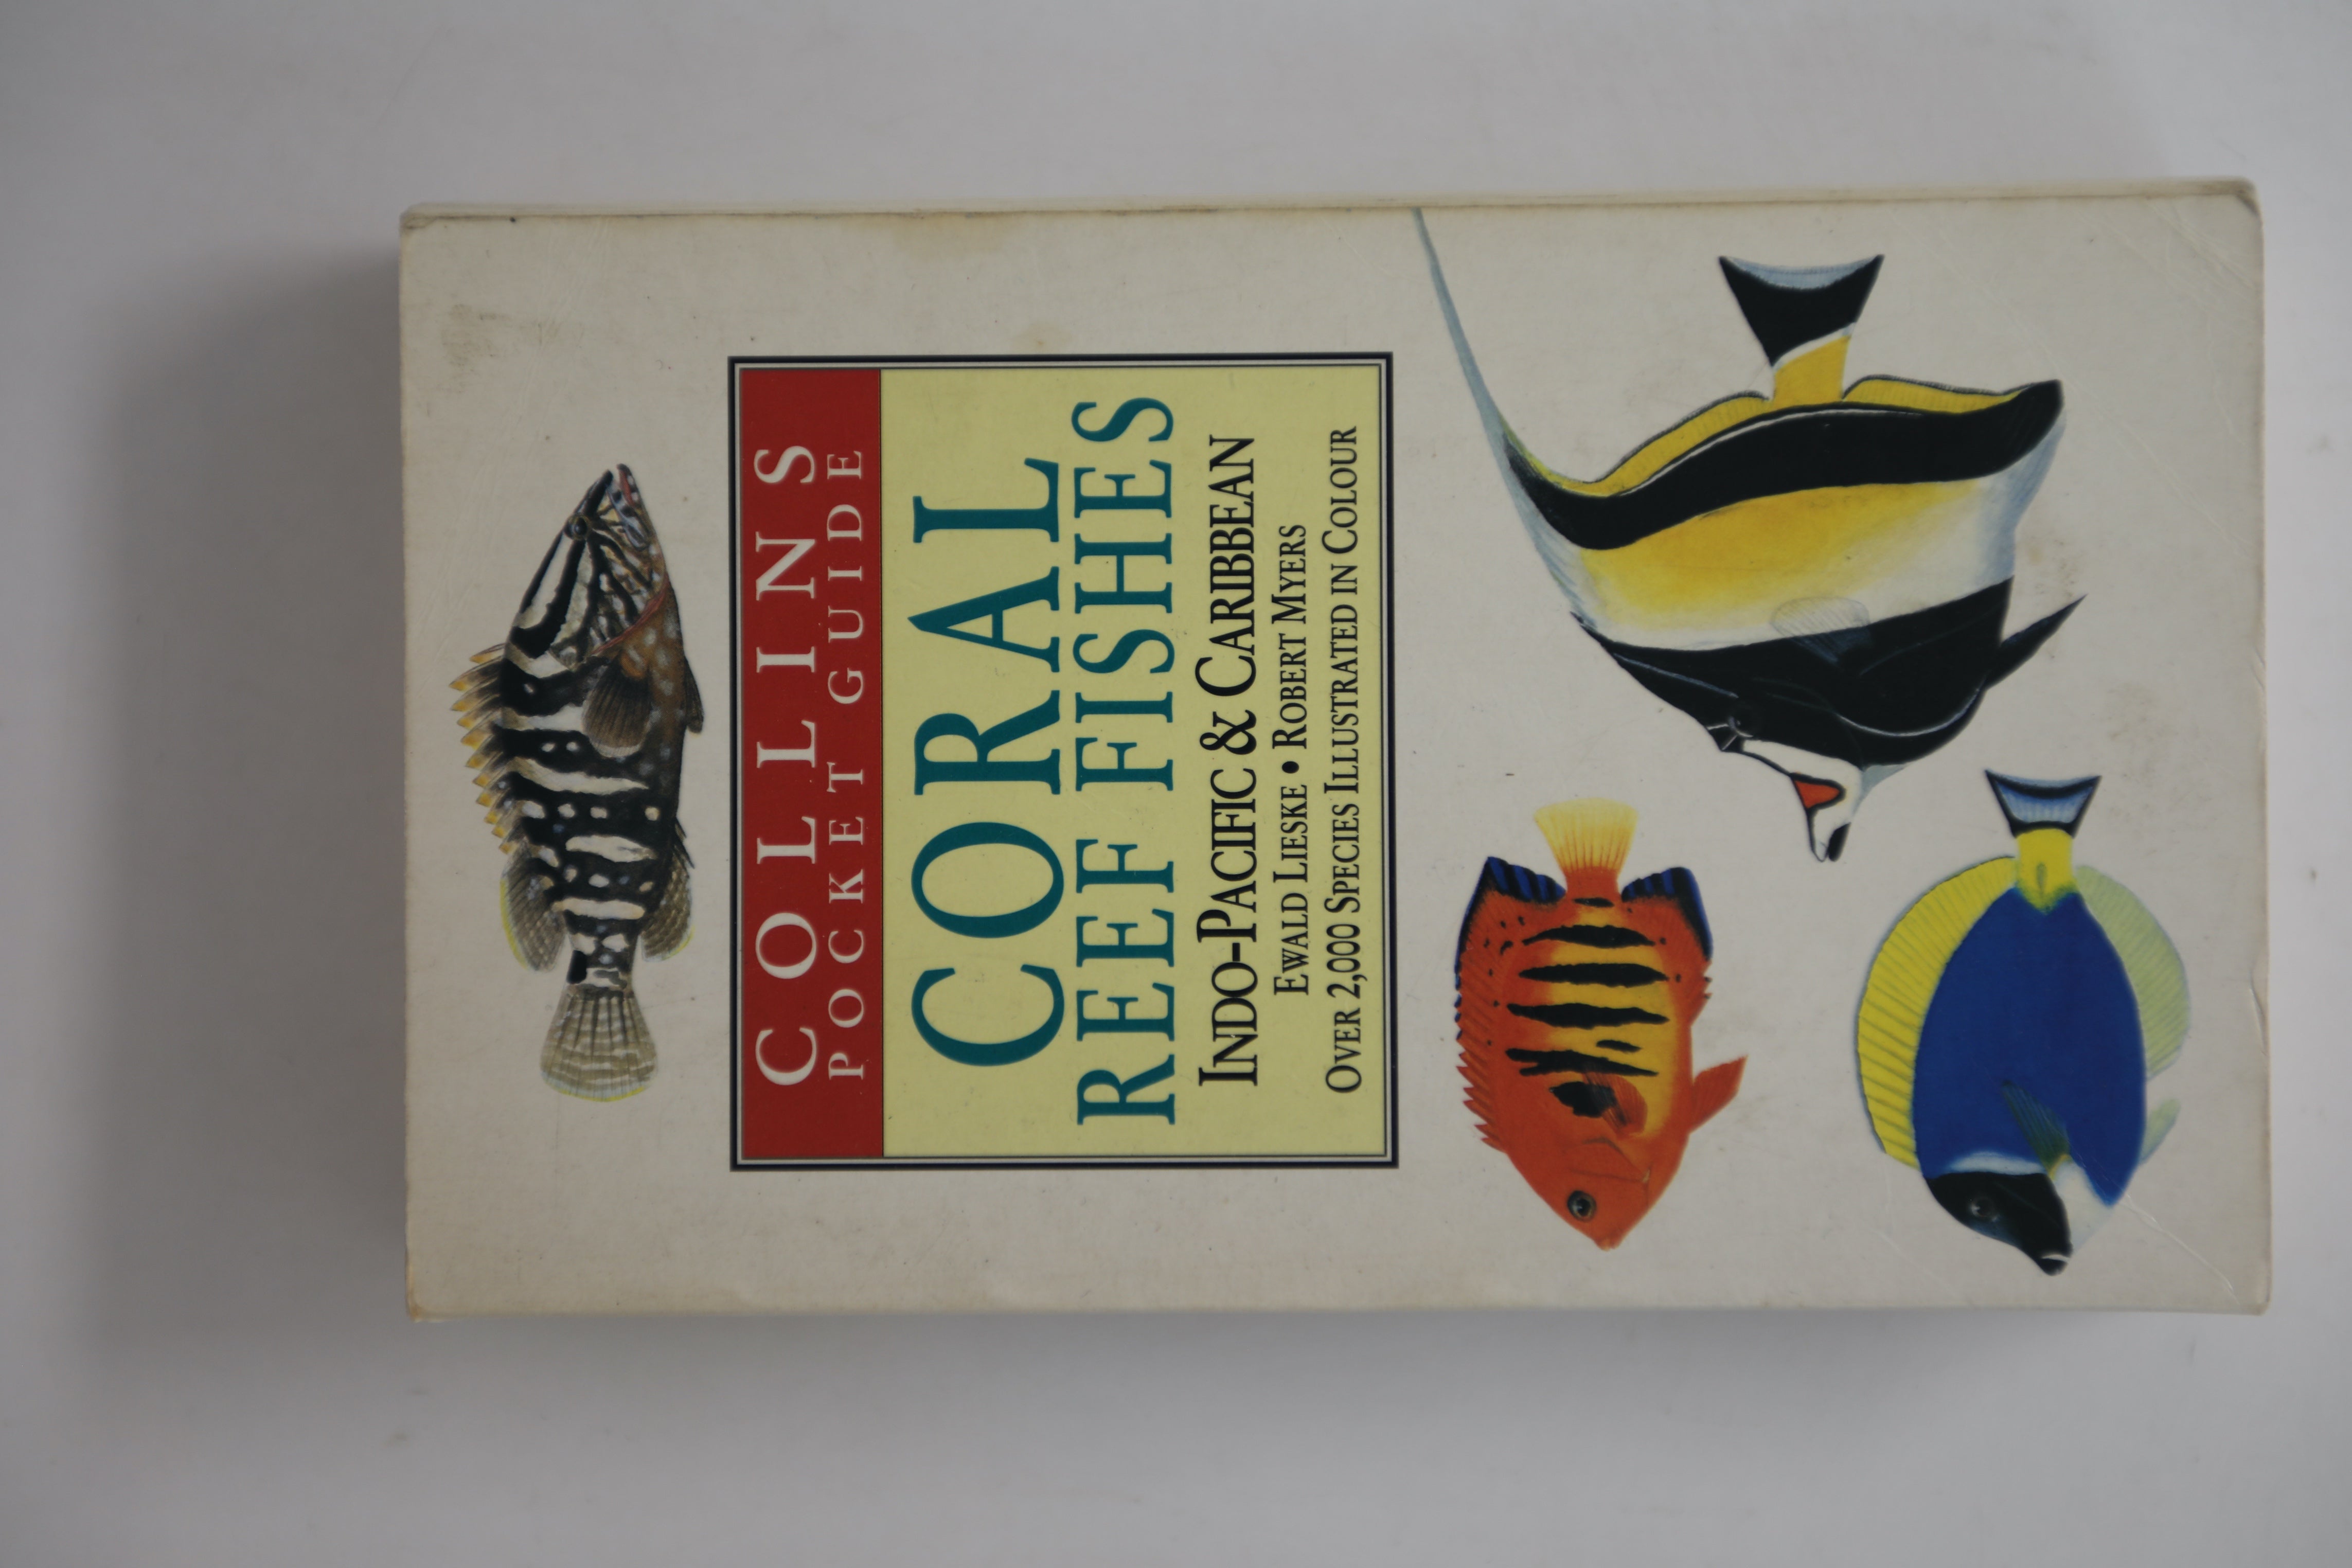 COLLINS
POCKET GUIDE
CORAL
REEF FISHES
INDO-PACIFIC & CARIBBEAN
EWALD LIESKE • ROBERT MYERS
OVER 2,000 SPECIES ILLUSTRATED IN COLOUR